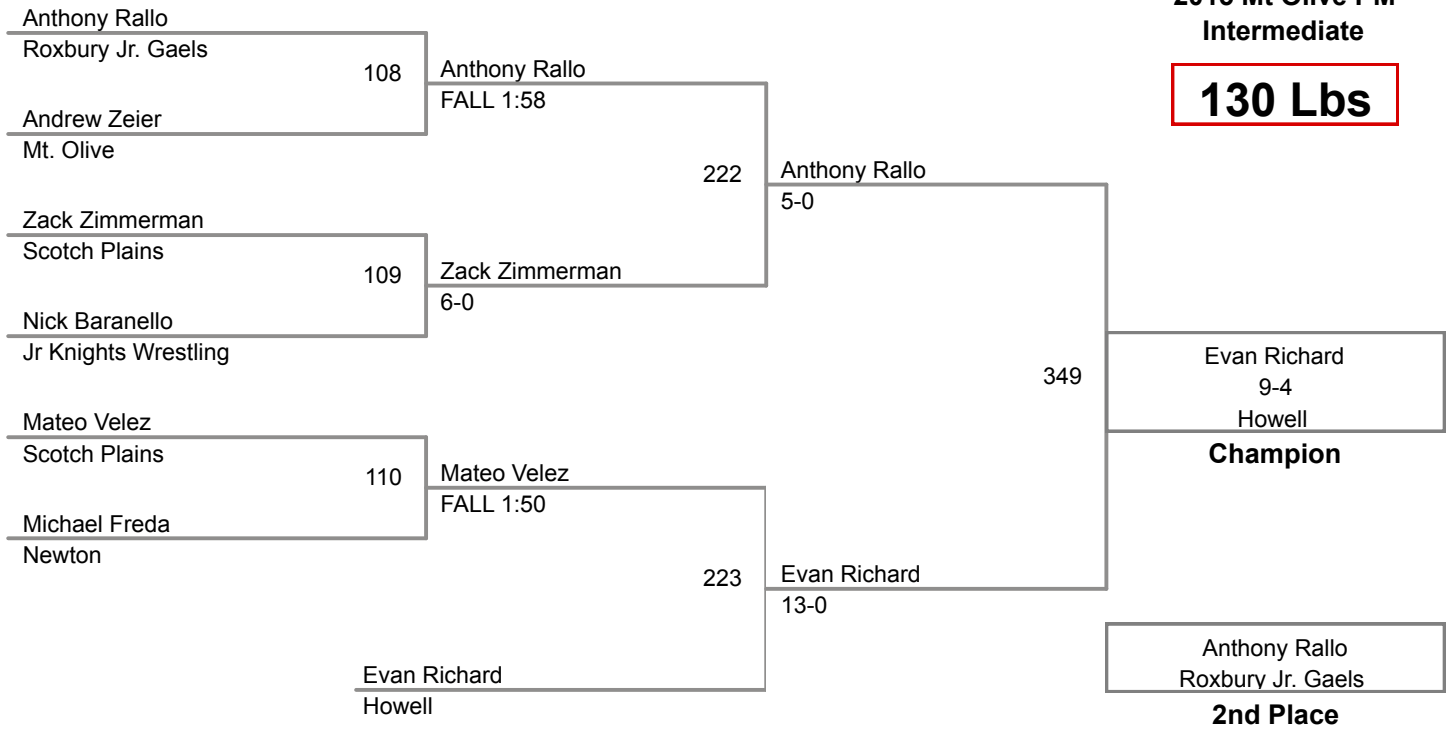 Intermediate
130 Lbs
Anthony Rallo
Roxbury Jr. Gaels
108
Anthony Rallo
FALL 1:58
Andrew Zeier
Mt. Olive
222
Anthony Rallo
5-0
Zack Zimmerman
Scotch Plains
109
Zack Zimmerman
6-0
Nick Baranello
Jr Knights Wrestling
349
Evan Richard
9-4
Howell
Champion
Mateo Velez
Scotch Plains
110
Mateo Velez
FALL 1:50
Michael Freda
Newton
223
Evan Richard
13-0
Evan Richard
Howell
Anthony Rallo
Roxbury Jr. Gaels
2nd Place